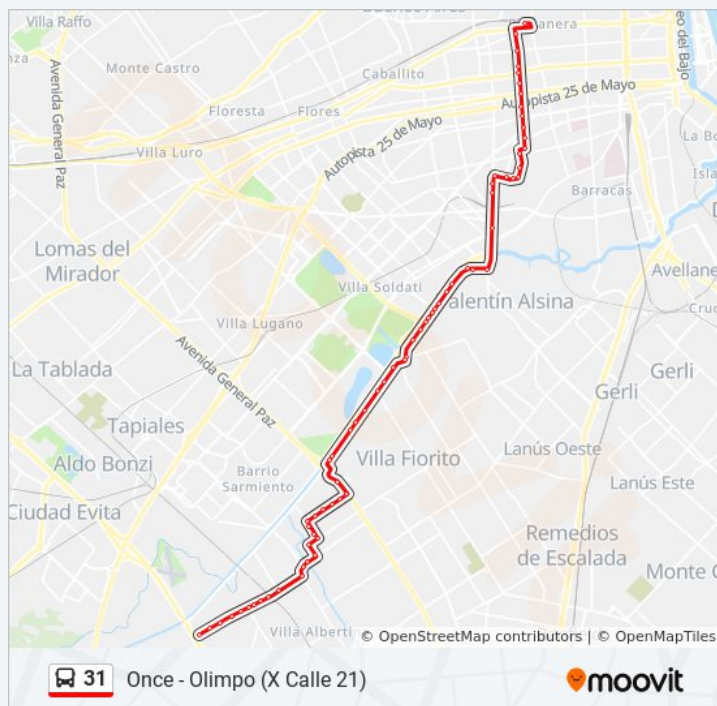 Villa Raffo
Monte Castro
Caballito
Floresta
Flores
Autopista 25 de Mayo
Villa Luro
Autopista 25 de Mayo
Avenida General Paz
Barracas
Lomas del
Mirador
Avellane
Villa Soldati
Valentín Alsina
Villa Lugano
La Tablada
Avenida General Paz
Gerli
Gerli
Tapiales
Aldo Bonzi
Lanús Oeste
Villa Fiorito
Barrio
Sarmiento
Lanús Este
Ciudad Evita
Remedios
de Escalada
Villa Alberti
© OpenStreetMap contributors | © OpenMapTiles
31 Once - Olimpo (X Calle 21)
moovit